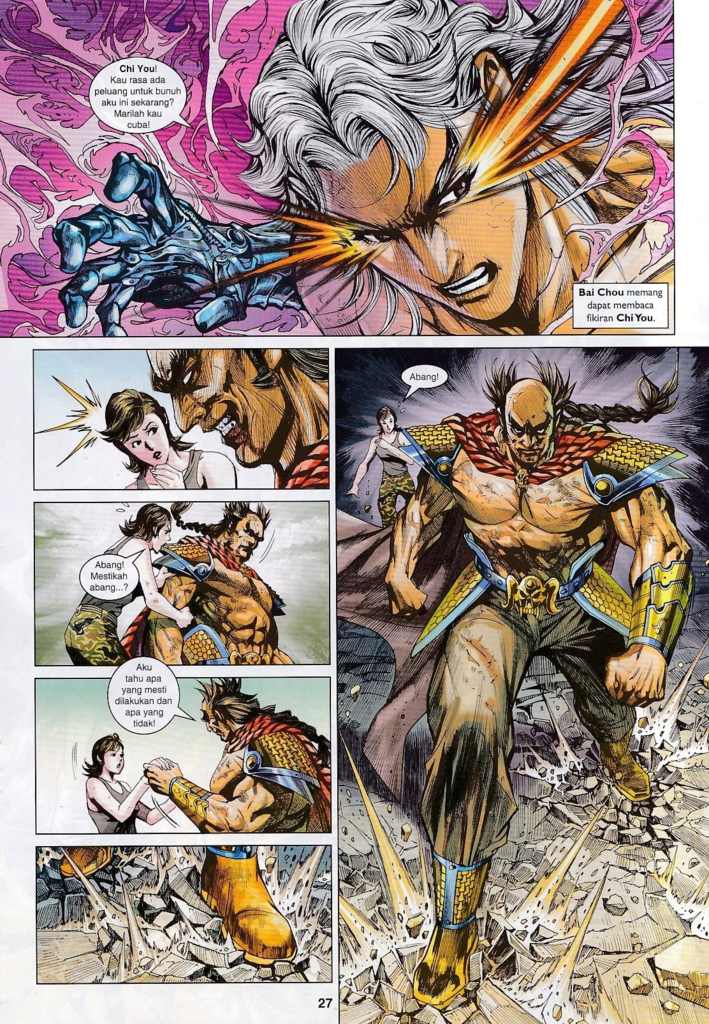 Chi You!
Kau rasa ada
peluang untuk bunuh
aku ini sekarang?
Marilah kau
cuba!
Bai Chou memang
dapat membaca
fikiran Chi You.
Abang!
Mestikah
abang...?
Aku
tahu apa
yang mesti
dilakukan dan
apa yang
tidak!
Abang!
27